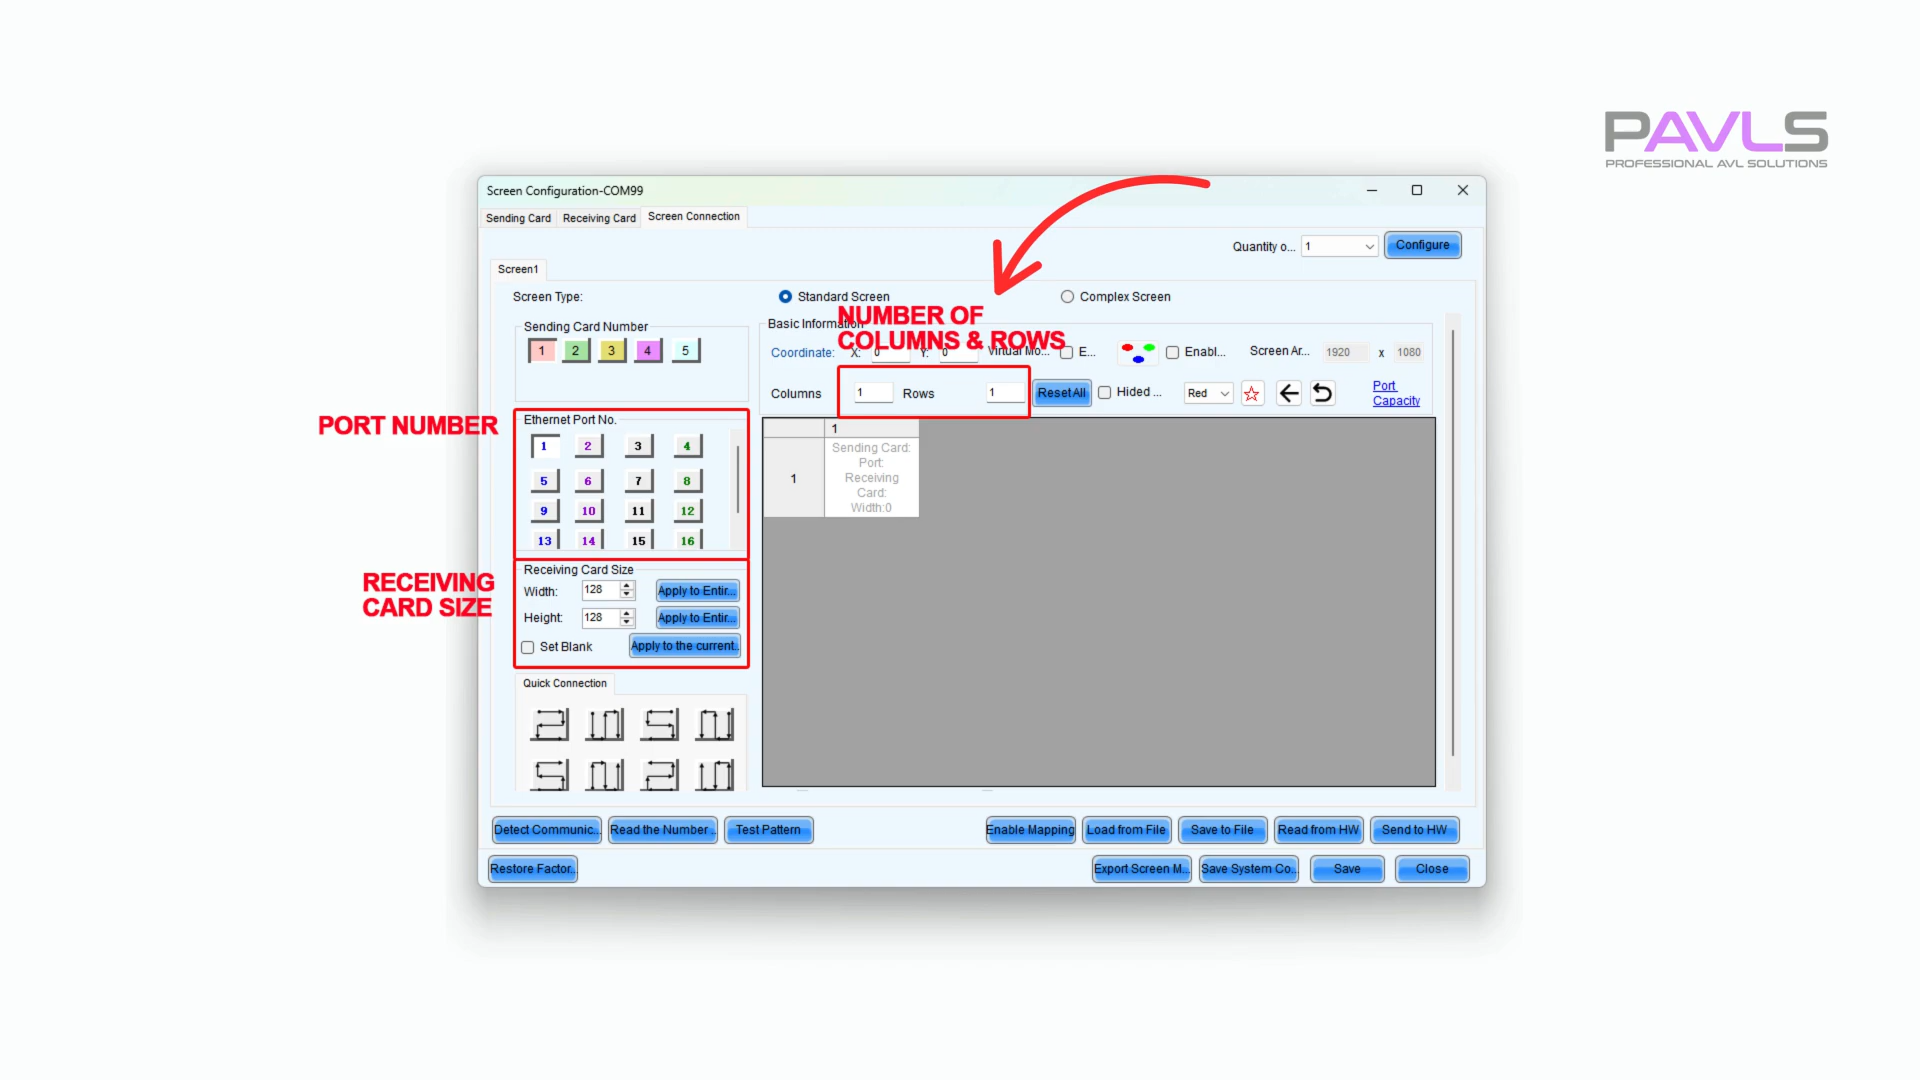 PAVLS
PROFESSIONAL AVL SOLUTIONS
Screen Configuration-COM99
Sending Card
Receiving Card
Screen Connection
Quantity o...
1
Configure
Screen1
Screen Type:
Standard Screen
Complex Screen
NUMBER OF
COLUMNS & ROWS
Sending Card Number
1 2 3 4 5
Basic Information
Coordinate: X: 0 Y: 0 Virtual Mo... E... Enabl... Screen Ar... 1920 x 1080
Columns 1 Rows 1 Reset All Hided ... Red
Port
Capacity
PORT NUMBER
Ethernet Port No.
1 2 3 4
5 6 7 8
9 10 11 12
13 14 15 16
1
1
Sending Card:
Port:
Receiving
Card:
Width:0
RECEIVING
CARD SIZE
Receiving Card Size
Width: 128 Apply to Entir...
Height: 128 Apply to Entir...
Set Blank Apply to the current..
Quick Connection
Detect Communic...
Read the Number ..
Test Pattern
Enable Mapping
Load from File
Save to File
Read from HW
Send to HW
Restore Factor...
Export Screen M...
Save System Co...
Save
Close